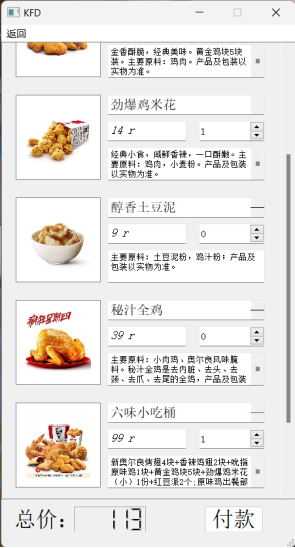 KFD
返回
金香酥脆，经典美味。黄金鸡块5块
装。主要原料：鸡肉。产品及包装以
实物为准。
劲爆鸡米花
14 r
1
经典小食，咸鲜香辣，一口酥嫩。主
要原料：鸡肉，小麦粉。产品及包装
以实物为准。
醇香土豆泥
9 r
0
主要原料：土豆泥粉，鸡汁粉；产品及
包装以实物为准。
疯狂星期四
秘汁全鸡
39 r
0
主要原料：小肉鸡、奥尔良风味腌
料。秘汁全鸡是去内脏、去头、去
颈、去爪、去尾的全鸡，产品及包装
六味小吃桶
99 r
1
新奥尔良烤翅4块+香辣鸡翅2块+吮指
原味鸡1块+黄金鸡块5块+劲爆鸡米花
（小）1份+红豆派2个；原味鸡出餐部
总价：
113
付款